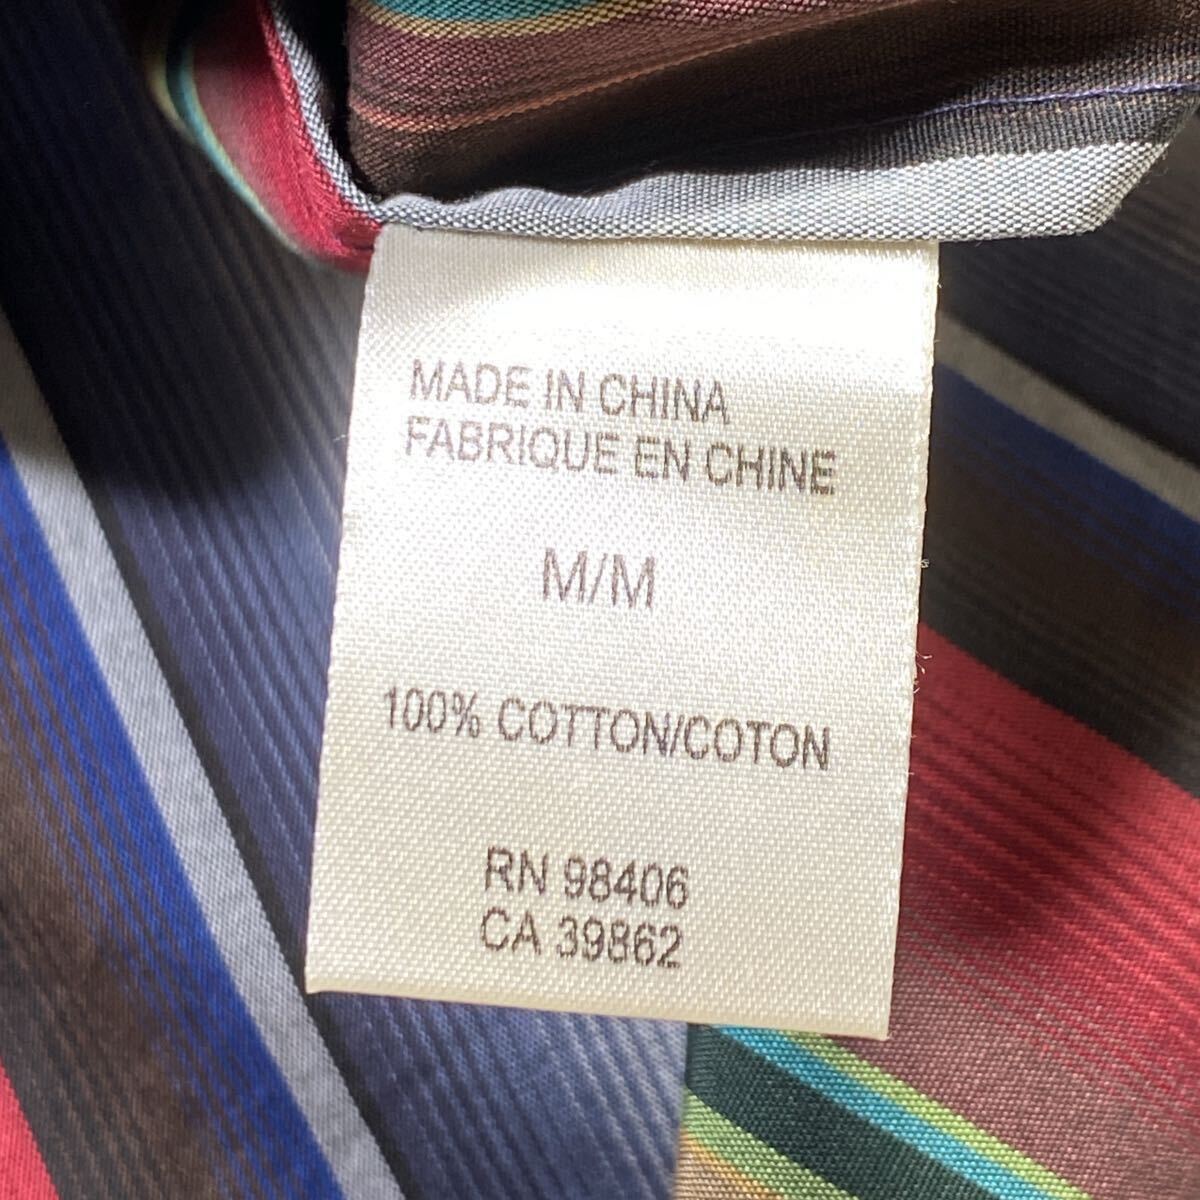 MADE IN CHINA
FABRIQUE EN CHINE
M/M
100% COTTON/COTON
RN 98406
CA 39862